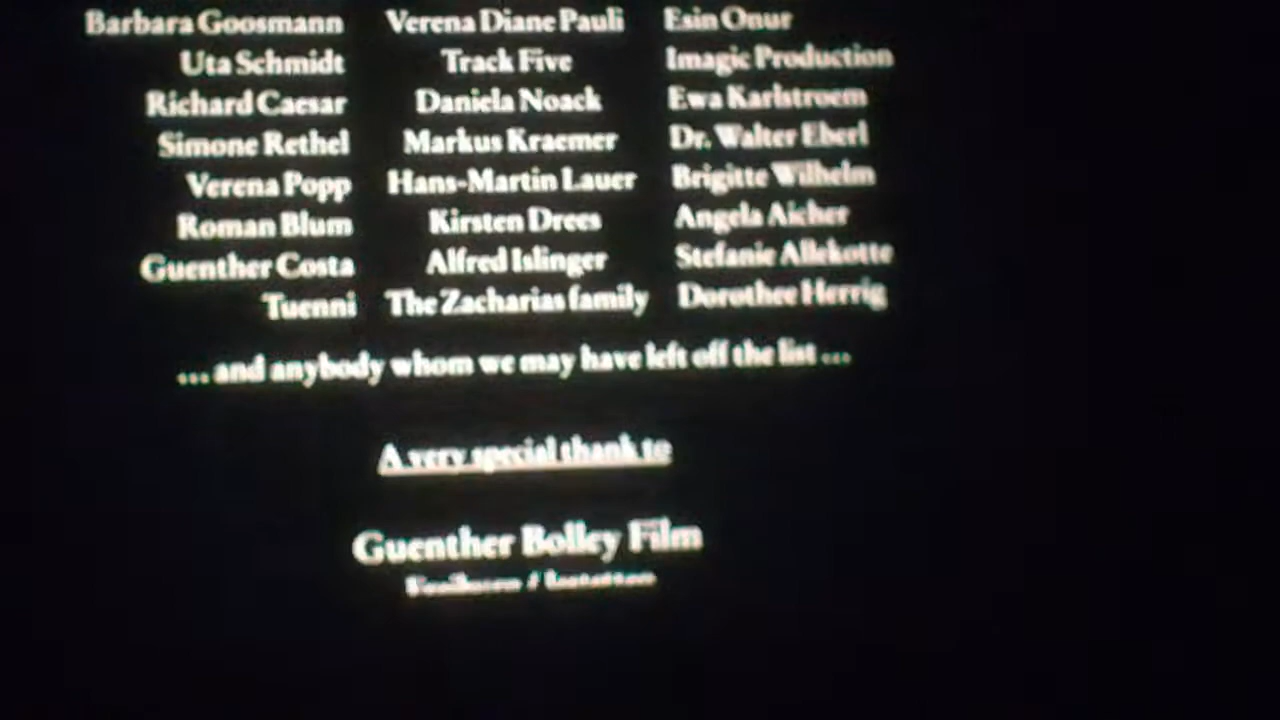 Barbara Goosmann Verena Diane Pauli Esin Onur
Uta Schmidt Track Five Imagic Production
Richard Caesar Daniela Noack Ewa Karlstroem
Simone Rethel Markus Kraemer Dr. Walter Eberl
Verena Popp Hans-Martin Lauer Brigitte Wilhelm
Roman Blum Kirsten Drees Angela Aicher
Guenther Costa Alfred Islinger Stefanie Allekotte
Tuenni The Zacharias family Dorothee Herrig
... and anybody whom we may have left off the list ...
A very special thank to
Guenther Bolley Film